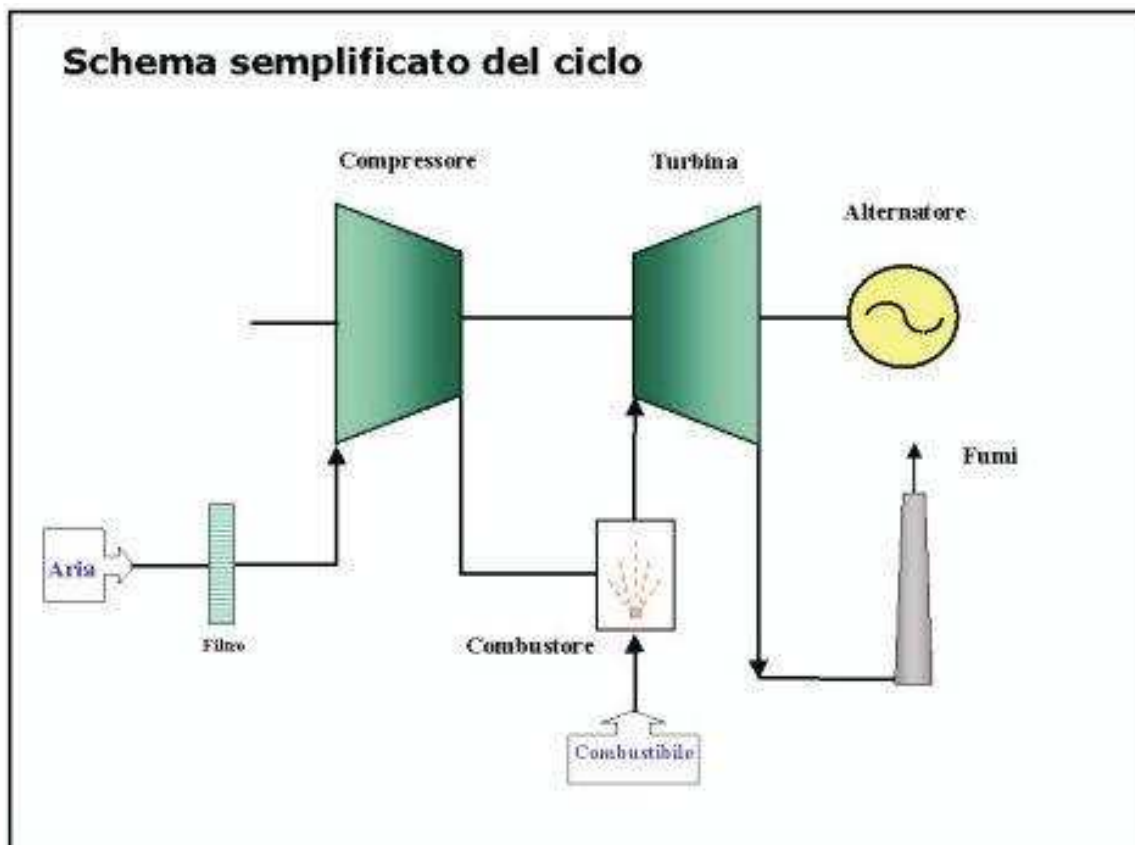 Schema semplificato del ciclo
Compressore
Turbina
Alternatore
Fumi
Aria
Filtro
Combustore
Combustibile